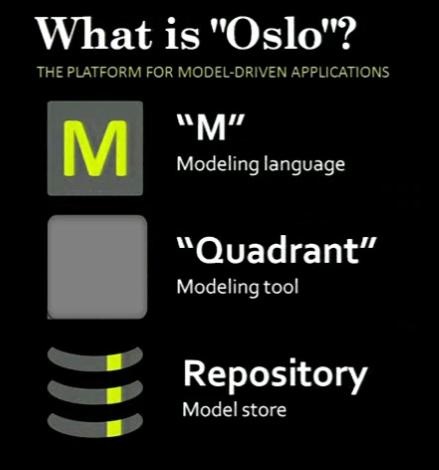 What is "Oslo"?
THE PLATFORM FOR MODEL-DRIVEN APPLICATIONS
M
“M”
Modeling language
“Quadrant”
Modeling tool
Repository
Model store